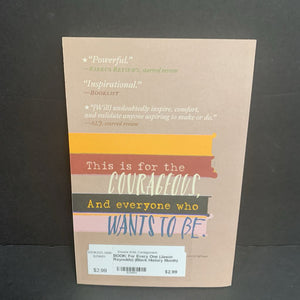 ★“Powerful.”
—Kirkus Reviews, starred review
“Inspirational.”
—Booklist
★“[Will] undoubtedly inspire, comfort,
and validate anyone aspiring to make or do.”
—SLJ, starred review
This is for the
COURAGEOUS,
And everyone who
WANTS TO BE.
BOOK: For Every One (Jason
Reynolds) (Black History Month)
$2.99
$2.99